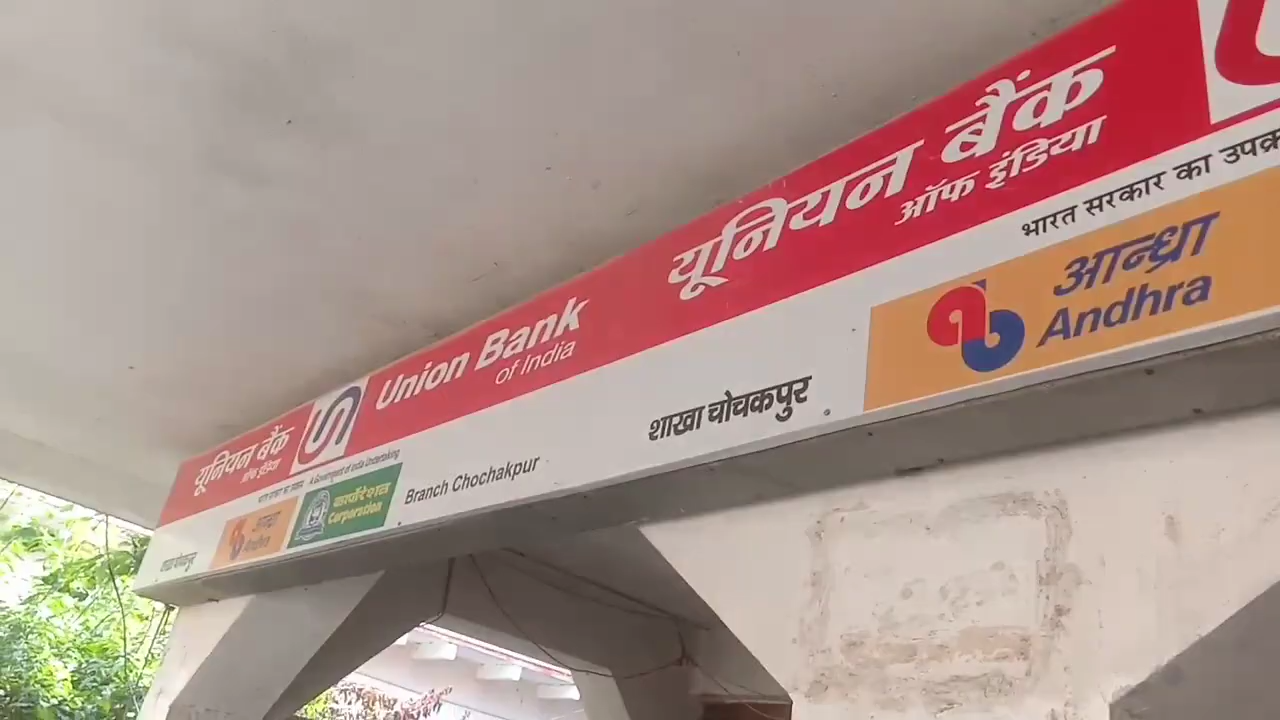 यूनियन बैंक
ऑफ इंडिया
Union Bank
of India
A Government of India Undertaking
आन्ध्रा
Andhra
कार्पोरेशन
Corporation
Branch Chochakpur
यूनियन बैंक
ऑफ इंडिया
भारत सरकार का
शाखा चोचकपुर
आन्ध्रा
Andhra